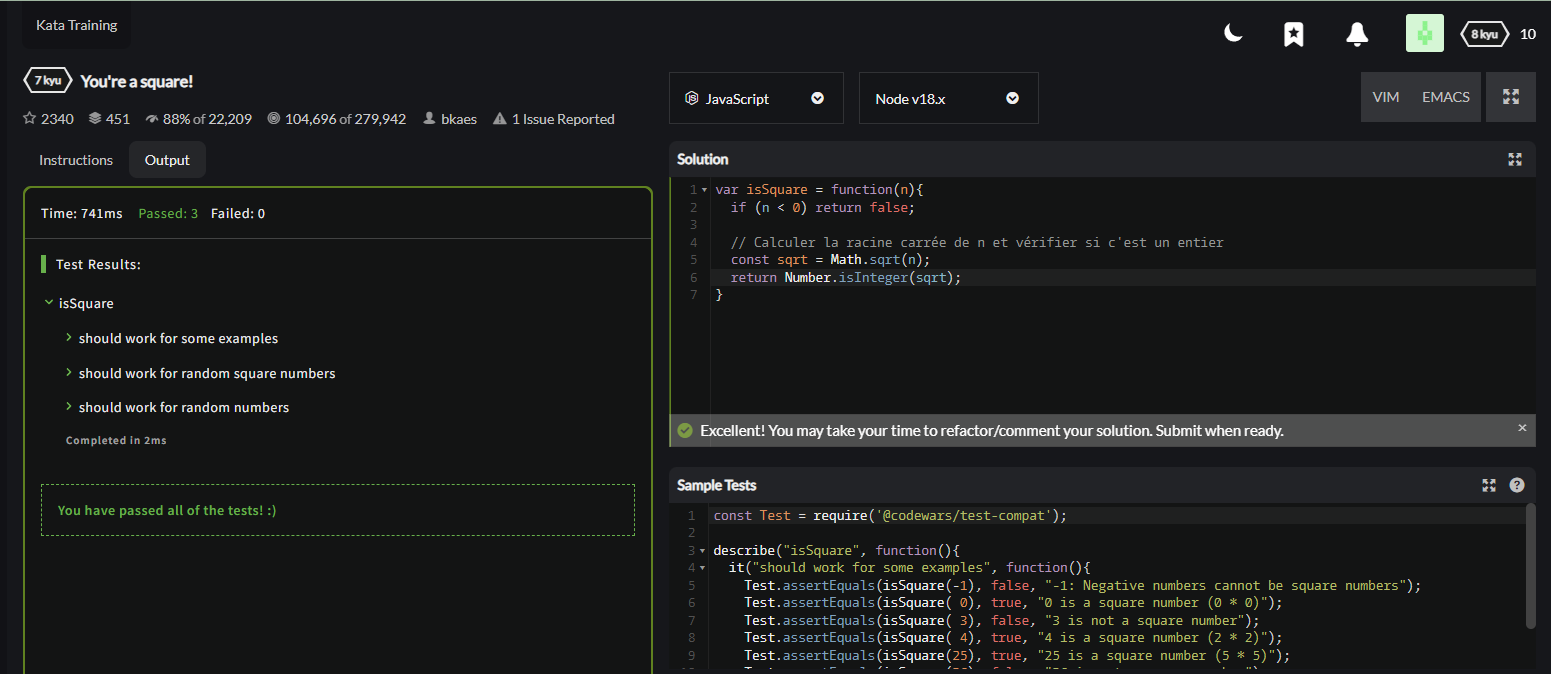 Kata Training
8 kyu 10
7 kyu You're a square!
2340 451 88% of 22,209 104,696 of 279,942 bkaes 1 Issue Reported
Instructions Output
Time: 741ms Passed: 3 Failed: 0
Test Results:
isSquare
should work for some examples
should work for random square numbers
should work for random numbers
Completed in 2ms
You have passed all of the tests! :)
JavaScript Node v18.x VIM EMACS
Solution
1 var isSquare = function(n){
2 if (n < 0) return false;
3
4 // Calculer la racine carrée de n et vérifier si c'est un entier
5 const sqrt = Math.sqrt(n);
6 return Number.isInteger(sqrt);
7 }
Excellent! You may take your time to refactor/comment your solution. Submit when ready.
Sample Tests
1 const Test = require('@codewars/test-compat');
2
3 describe("isSquare", function(){
4 it("should work for some examples", function(){
5 Test.assertEquals(isSquare(-1), false, "-1: Negative numbers cannot be square numbers");
6 Test.assertEquals(isSquare( 0), true, "0 is a square number (0 * 0)");
7 Test.assertEquals(isSquare( 3), false, "3 is not a square number");
8 Test.assertEquals(isSquare( 4), true, "4 is a square number (2 * 2)");
9 Test.assertEquals(isSquare(25), true, "25 is a square number (5 * 5)");